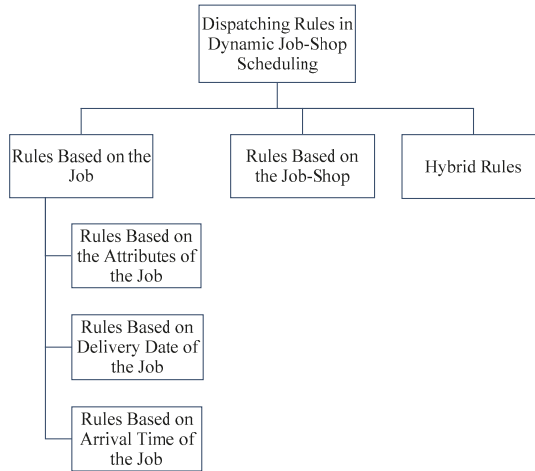 Dispatching Rules in
Dynamic Job-Shop
Scheduling
Rules Based on the
Job
Rules Based on
the Job-Shop
Hybrid Rules
Rules Based on
the Attributes of
the Job
Rules Based on
Delivery Date of
the Job
Rules Based on
Arrival Time of
the Job